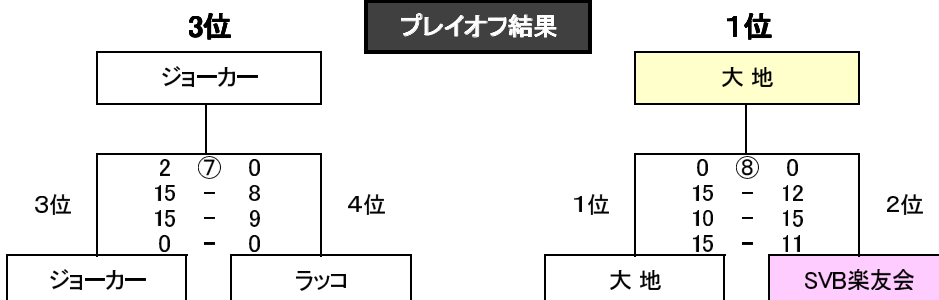 プレイオフ結果
3位
ジョーカー
2 ⑦ 0
15 - 8
15 - 9
0 - 0
3位
4位
ジョーカー
ラッコ
1位
大 地
0 ⑧ 0
15 - 12
10 - 15
15 - 11
1位
2位
大 地
SVB楽友会